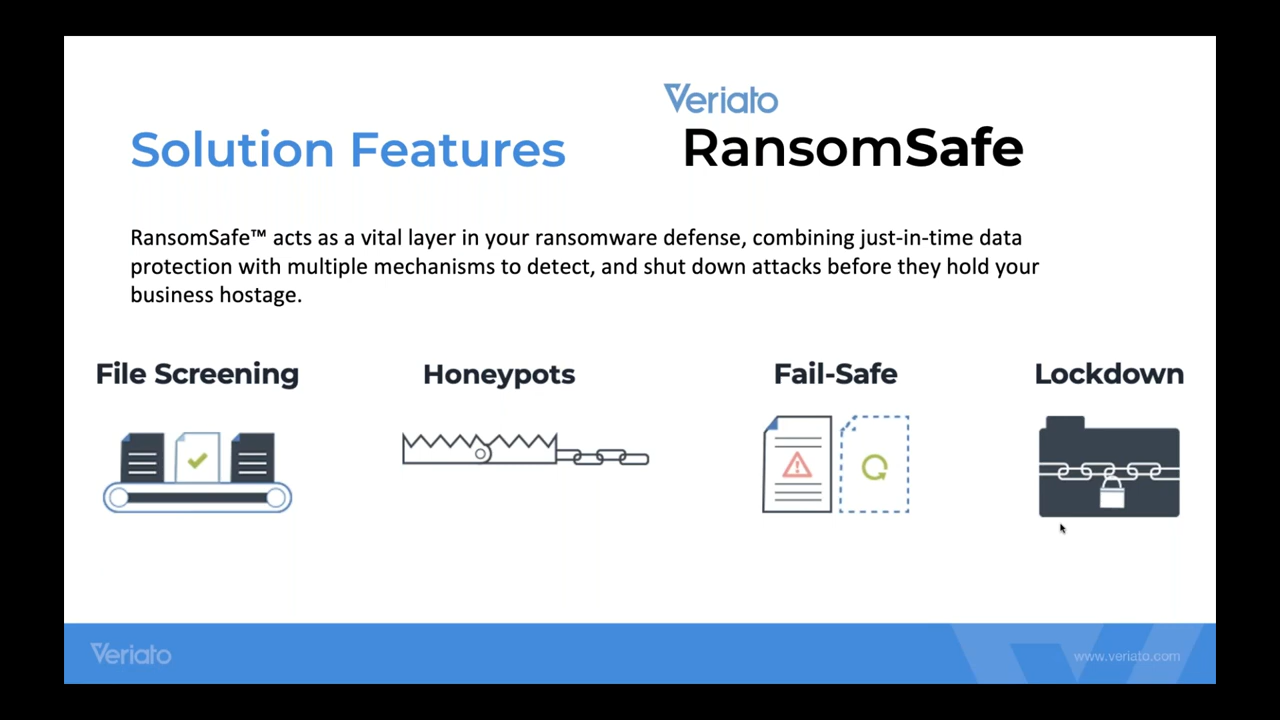 Veriato
Solution Features
RansomSafe
RansomSafe™ acts as a vital layer in your ransomware defense, combining just-in-time data
protection with multiple mechanisms to detect, and shut down attacks before they hold your
business hostage.
File Screening
Honeypots
Fail-Safe
Lockdown
Veriato
www.veriato.com